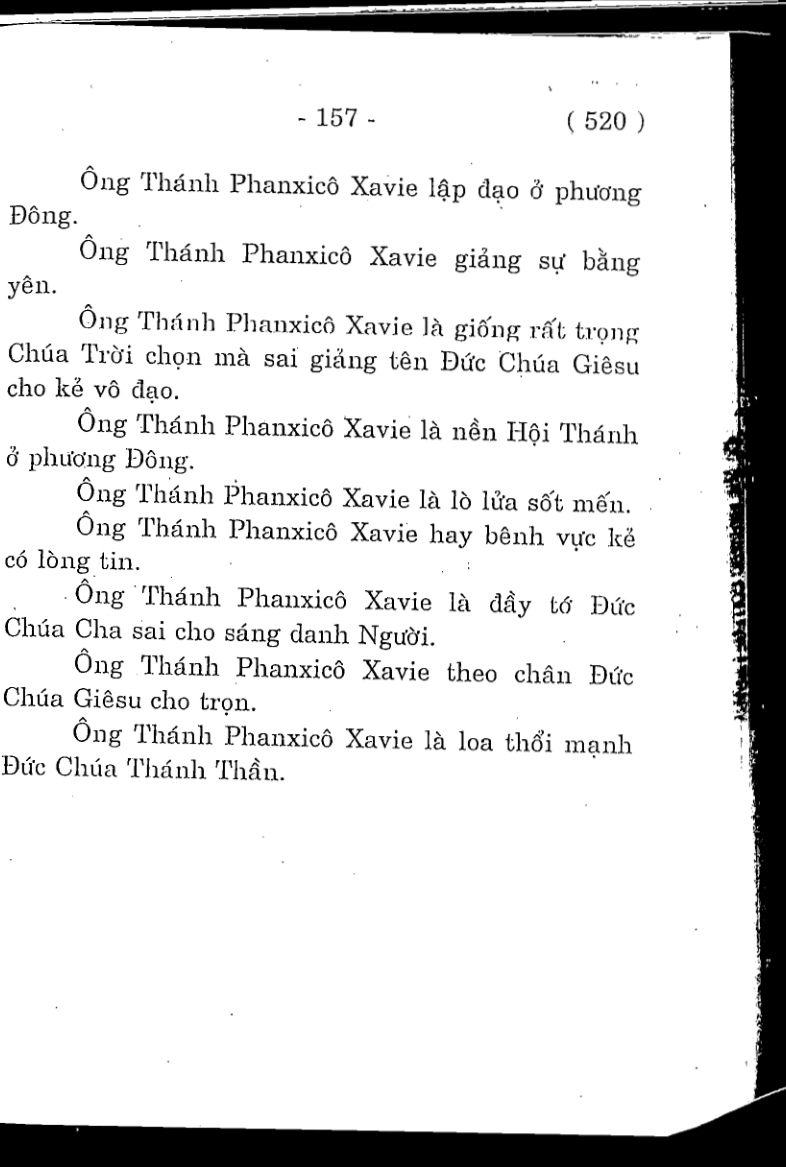 - 157 - ( 520 )
Ông Thánh Phanxicô Xavie lập đạo ở phương
Đông.
Ông Thánh Phanxicô Xavie giảng sự bằng
yên.
Ông Thánh Phanxicô Xavie là giống rất trọng
Chúa Trời chọn mà sai giảng tên Đức Chúa Giêsu
cho kẻ vô đạo.
Ông Thánh Phanxicô Xavie là nền Hội Thánh
ở phương Đông.
Ông Thánh Phanxicô Xavie là lò lửa sốt mến.
Ông Thánh Phanxicô Xavie hay bênh vực kẻ
có lòng tin.
Ông Thánh Phanxicô Xavie là đầy tớ Đức
Chúa Cha sai cho sáng danh Người.
Ông Thánh Phanxicô Xavie theo chân Đức
Chúa Giêsu cho trọn.
Ông Thánh Phanxicô Xavie là loa thổi mạnh
Đức Chúa Thánh Thần.